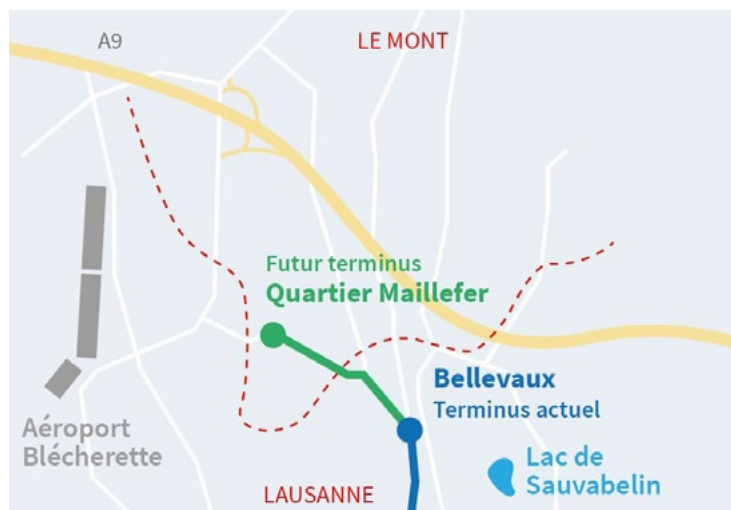 A9
LE MONT
Futur terminus
Quartier Maillefer
Bellevaux
Terminus actuel
Aéroport
Blécherette
Lac de
Sauvabelin
LAUSANNE